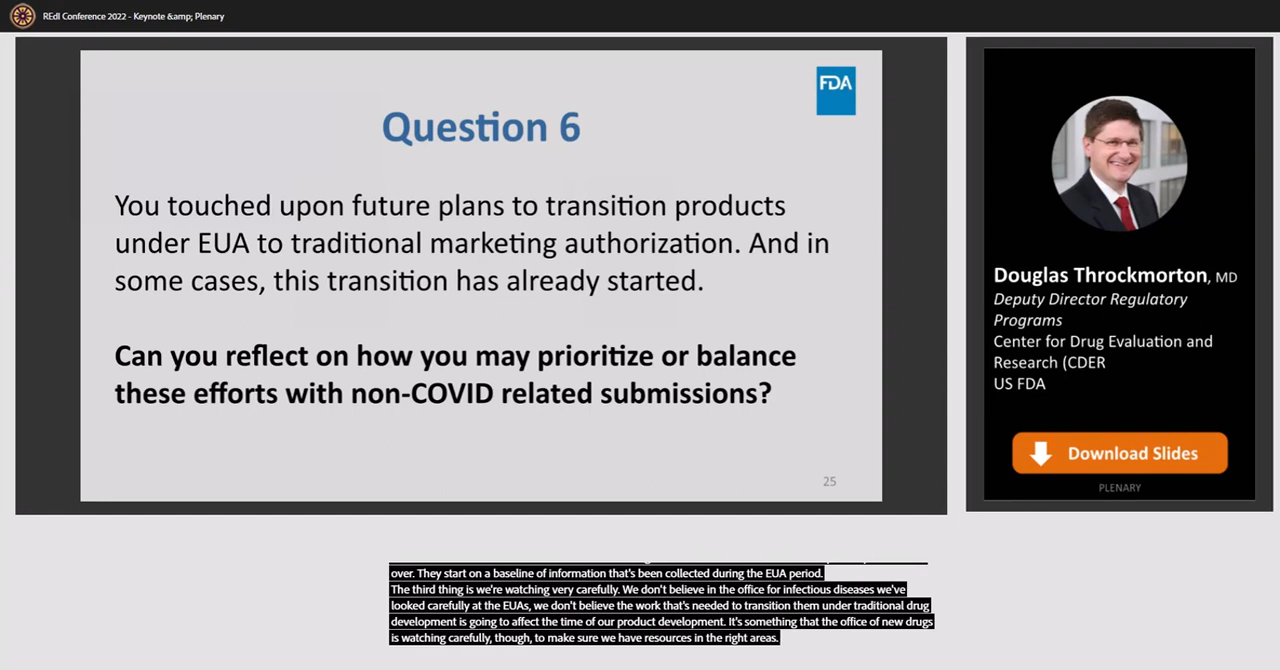 REdI Conference 2022 - Keynote &amp; Plenary
FDA
Question 6
You touched upon future plans to transition products
under EUA to traditional marketing authorization. And in
some cases, this transition has already started.
Can you reflect on how you may prioritize or balance
these efforts with non-COVID related submissions?
25
Douglas Throckmorton, MD
Deputy Director Regulatory
Programs
Center for Drug Evaluation and
Research (CDER
US FDA
Download Slides
PLENARY
over. They start on a baseline of information that's been collected during the EUA period.
The third thing is we're watching very carefully. We don't believe in the office for infectious diseases we've
looked carefully at the EUAs, we don't believe the work that's needed to transition them under traditional drug
development is going to affect the time of our product development. It's something that the office of new drugs
is watching carefully, though, to make sure we have resources in the right areas.